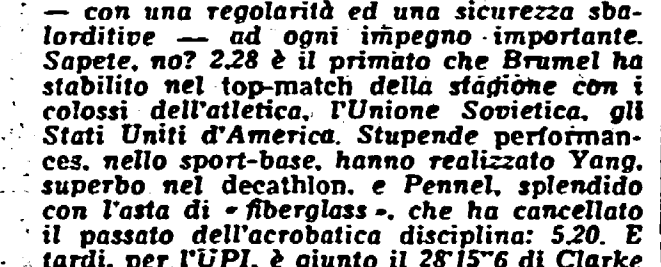 — con una regolarità ed una sicurezza sba-
lorditive — ad ogni impegno importante.
Sapete, no? 2,28 è il primato che Brumel ha
stabilito nel top-match della stagione con i
colossi dell'atletica, l'Unione Sovietica, gli
Stati Uniti d'America. Stupende performan-
ces, nello sport-base, hanno realizzato Yang,
superbo nel decathlon, e Pennel, splendido
con l'asta di « fiberglass », che ha cancellato
il passato dell'acrobatica disciplina: 5,20. E
tardi, per l'UPI, è giunto il 28'15"6 di Clarke